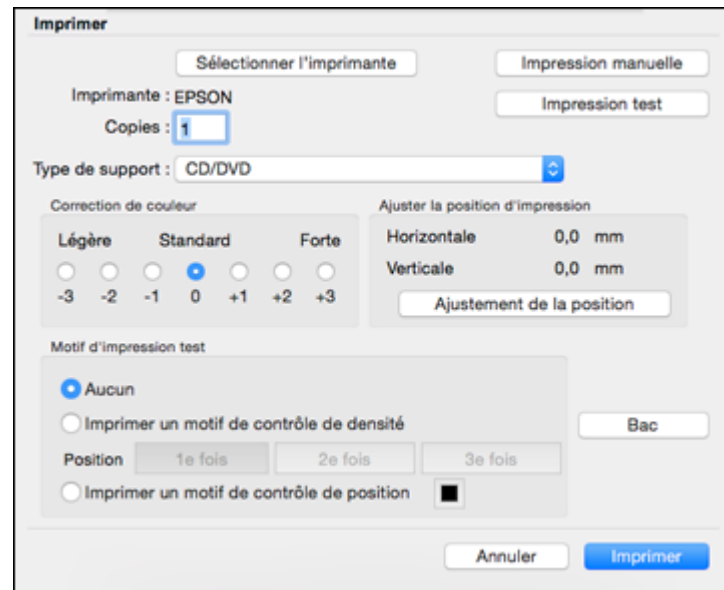 Imprimer
Sélectionner l'imprimante Impression manuelle
Imprimante : EPSON Impression test
Copies : 1
Type de support : CD/DVD
Correction de couleur Ajuster la position d'impression
Légère Standard Forte Horizontale 0,0 mm
Verticale 0,0 mm
-3 -2 -1 0 +1 +2 +3
Ajustement de la position
Motif d'impression test
Aucun
Imprimer un motif de contrôle de densité Bac
Position 1e fois 2e fois 3e fois
Imprimer un motif de contrôle de position
Annuler Imprimer